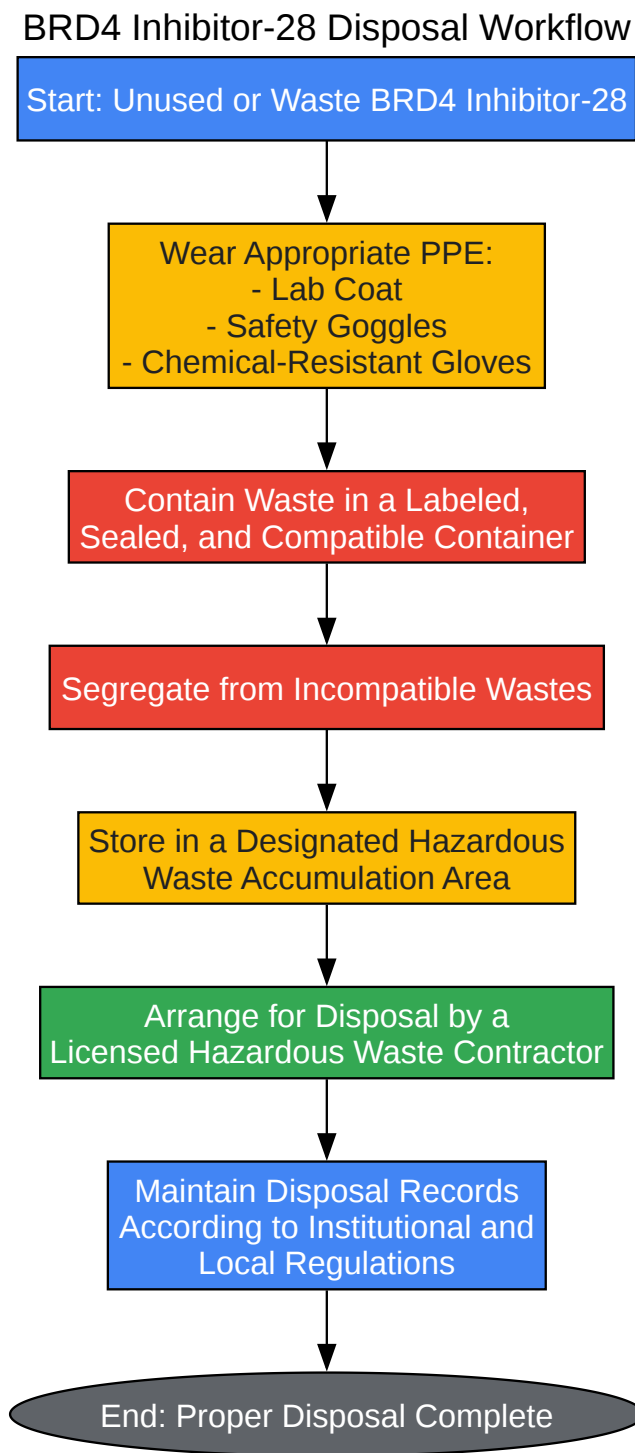 BRD4 Inhibitor-28 Disposal Workflow
Start: Unused or Waste BRD4 Inhibitor-28
Wear Appropriate PPE:
- Lab Coat
- Safety Goggles
- Chemical-Resistant Gloves
Contain Waste in a Labeled,
Sealed, and Compatible Container
Segregate from Incompatible Wastes
Store in a Designated Hazardous
Waste Accumulation Area
Arrange for Disposal by a
Licensed Hazardous Waste Contractor
Maintain Disposal Records
According to Institutional and
Local Regulations
End: Proper Disposal Complete